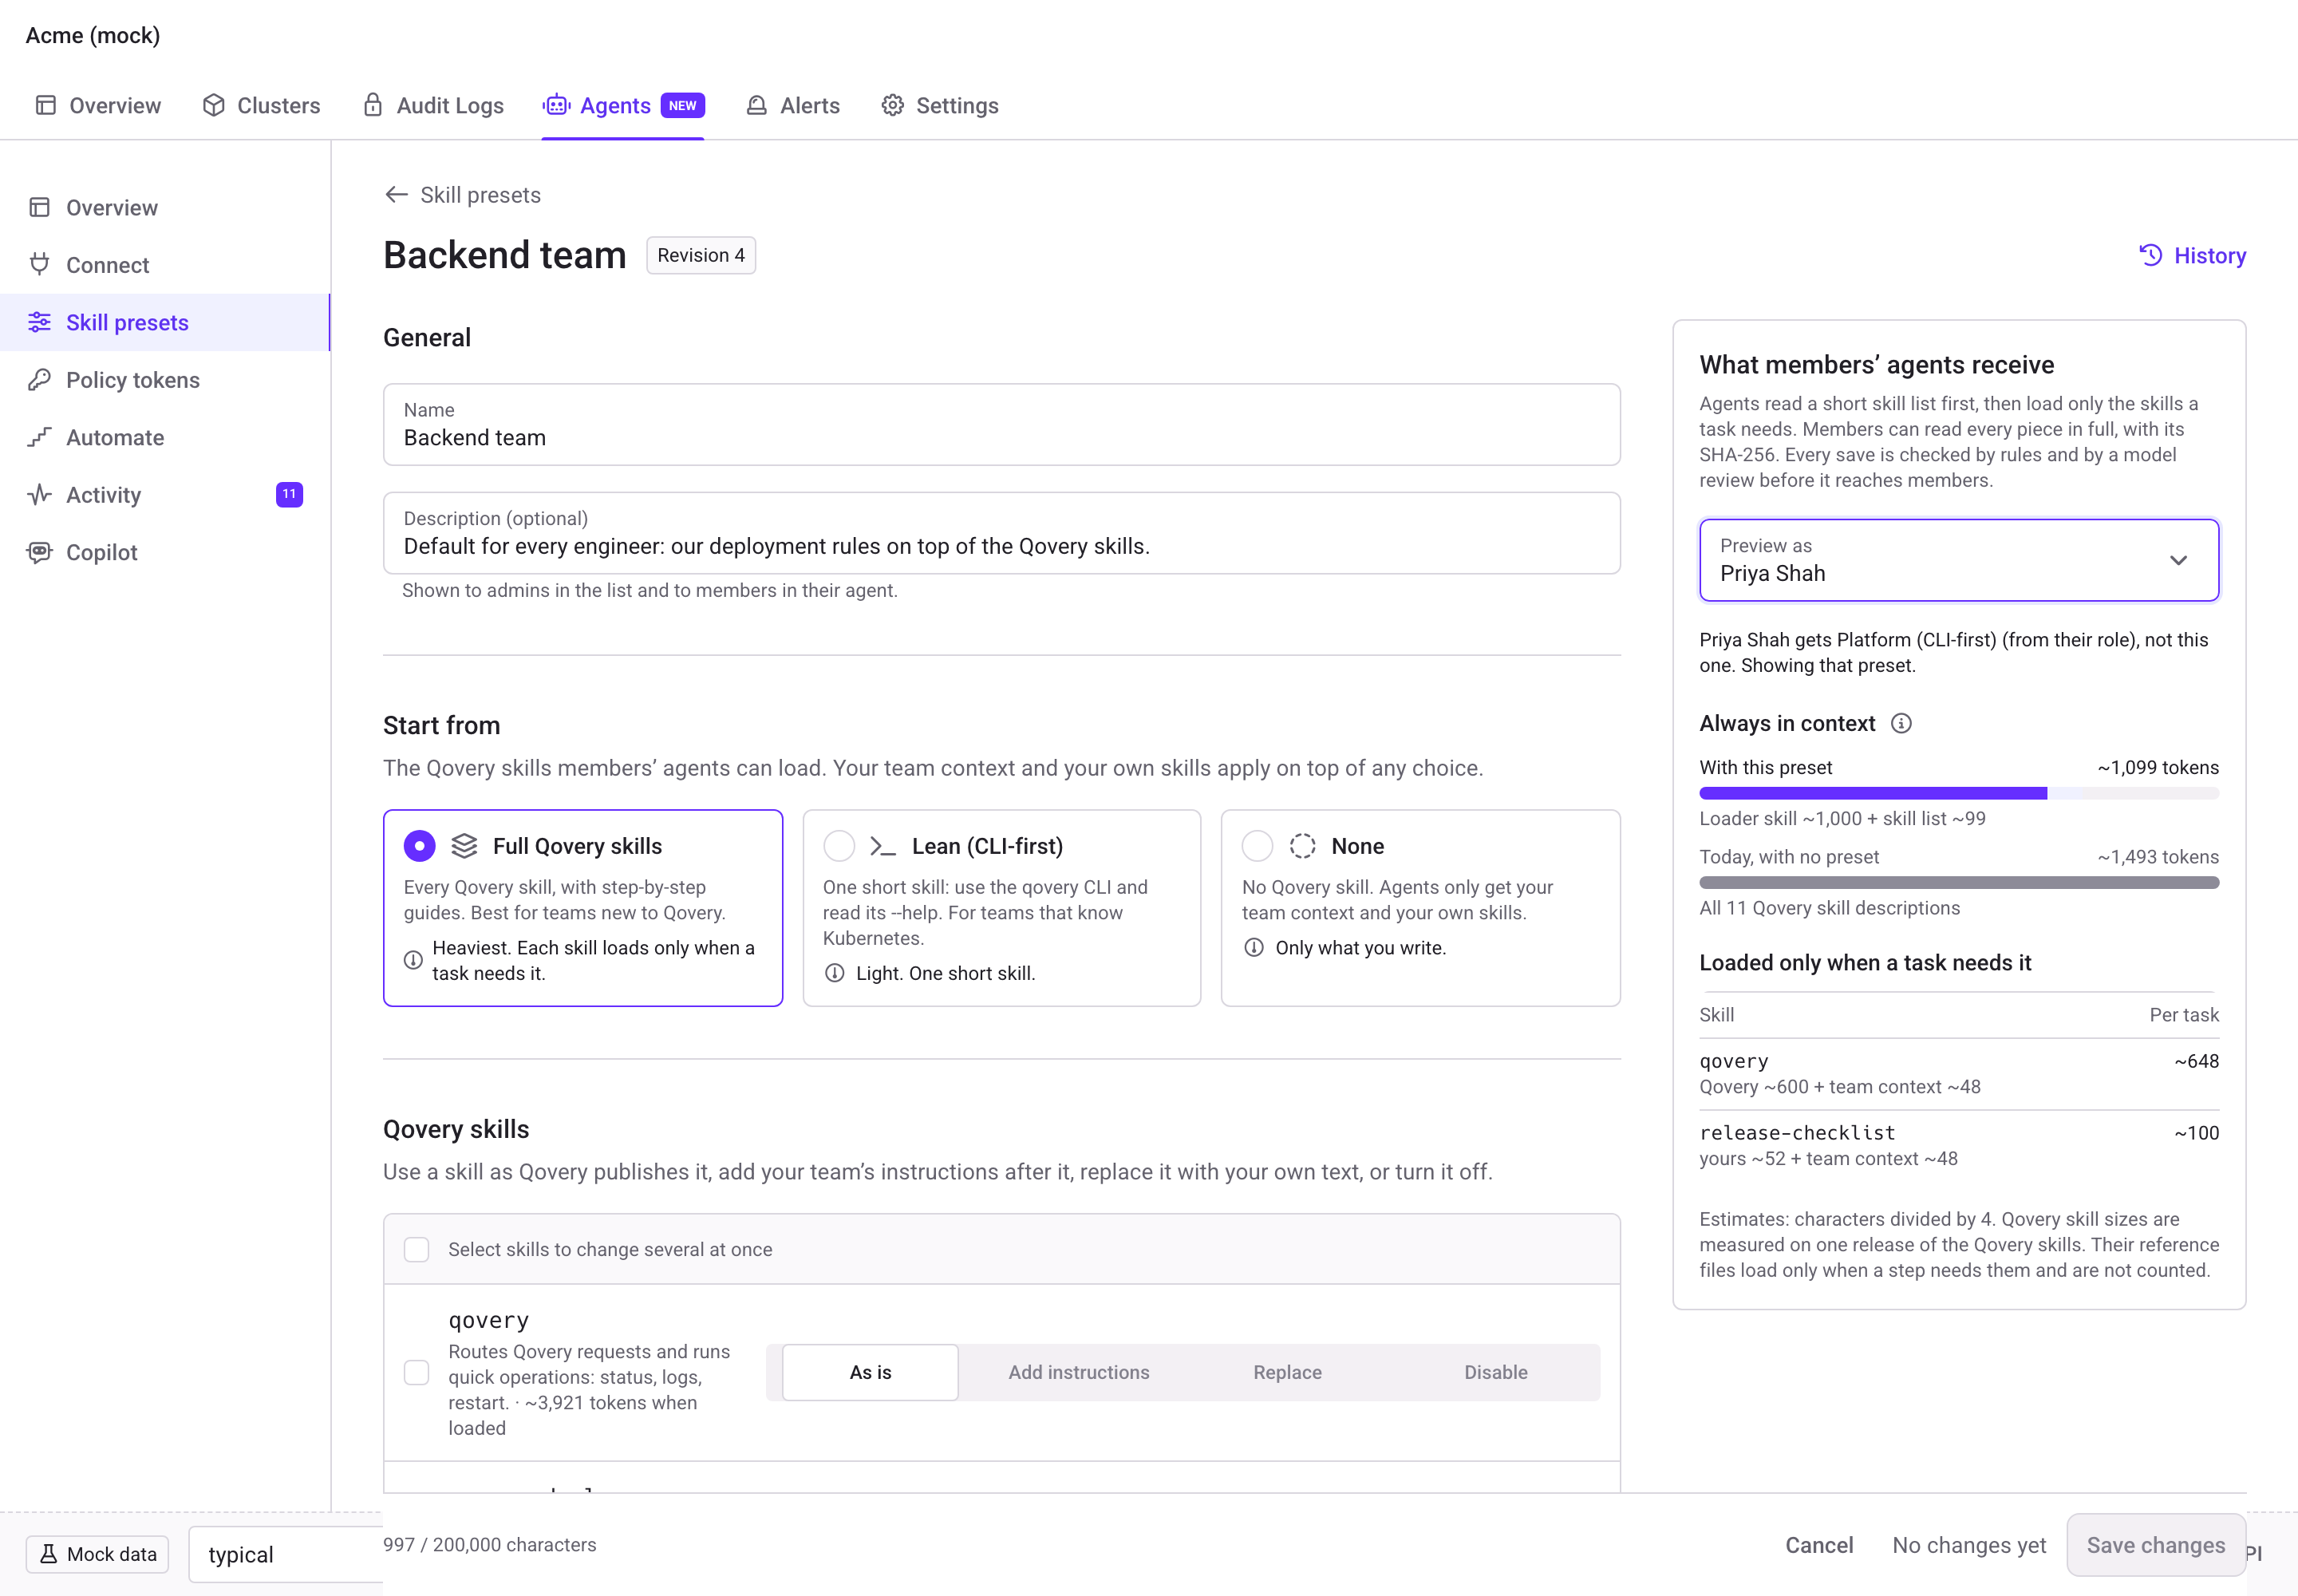 Acme (mock)
Overview
Clusters
Audit Logs
Agents NEW
Alerts
Settings
Overview
Connect
Skill presets
Policy tokens
Automate
Activity 11
Copilot
Skill presets
Backend team Revision 4
History
General
Name
Backend team
Description (optional)
Default for every engineer: our deployment rules on top of the Qovery skills.
Shown to admins in the list and to members in their agent.
Start from
The Qovery skills members’ agents can load. Your team context and your own skills apply on top of any choice.
Full Qovery skills
Every Qovery skill, with step-by-step
guides. Best for teams new to Qovery.
Heaviest. Each skill loads only when a
task needs it.
Lean (CLI-first)
One short skill: use the qovery CLI and
read its --help. For teams that know
Kubernetes.
Light. One short skill.
None
No Qovery skill. Agents only get your
team context and your own skills.
Only what you write.
Qovery skills
Use a skill as Qovery publishes it, add your team’s instructions after it, replace it with your own text, or turn it off.
Select skills to change several at once
qovery
Routes Qovery requests and runs
quick operations: status, logs,
restart. · ~3,921 tokens when
loaded
As is
Add instructions
Replace
Disable
What members’ agents receive
Agents read a short skill list first, then load only the skills a
task needs. Members can read every piece in full, with its
SHA-256. Every save is checked by rules and by a model
review before it reaches members.
Preview as
Priya Shah
Priya Shah gets Platform (CLI-first) (from their role), not this
one. Showing that preset.
Always in context
With this preset ~1,099 tokens
Loader skill ~1,000 + skill list ~99
Today, with no preset ~1,493 tokens
All 11 Qovery skill descriptions
Loaded only when a task needs it
Skill Per task
qovery ~648
Qovery ~600 + team context ~48
release-checklist ~100
yours ~52 + team context ~48
Estimates: characters divided by 4. Qovery skill sizes are
measured on one release of the Qovery skills. Their reference
files load only when a step needs them and are not counted.
Mock data
typical
997 / 200,000 characters
Cancel
No changes yet
Save changes
PI